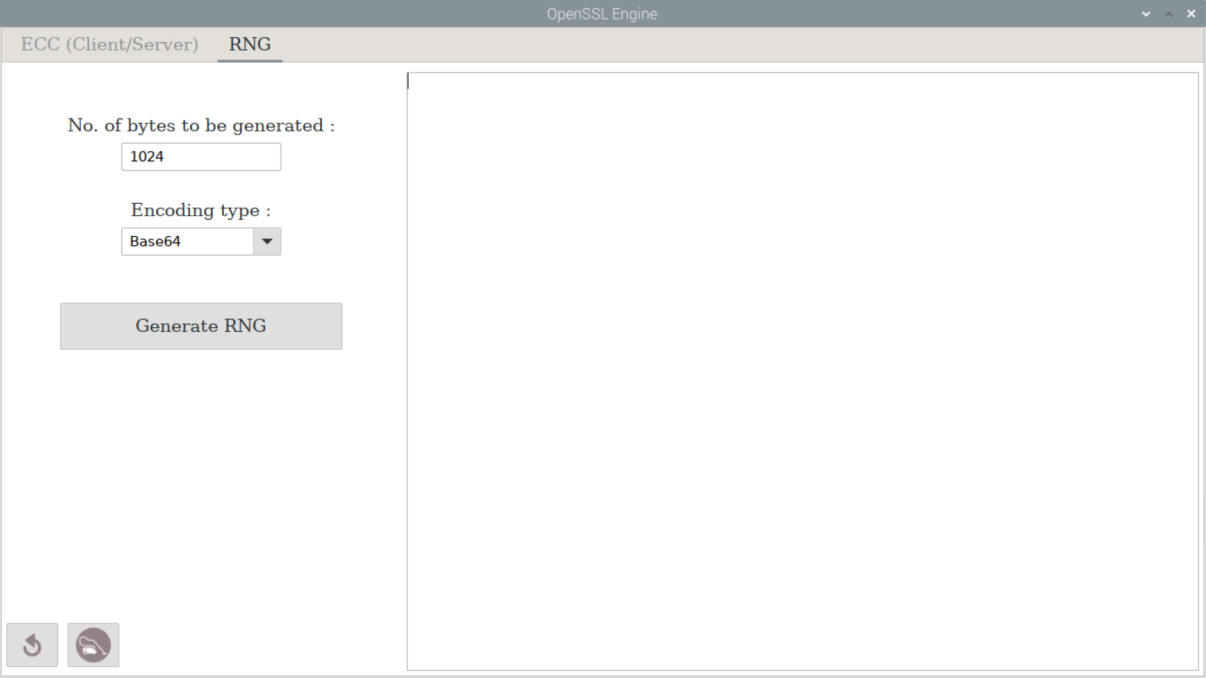 OpenSSL Engine
ECC (Client/Server) RNG
No. of bytes to be generated :
1024
Encoding type :
Base64
Generate RNG